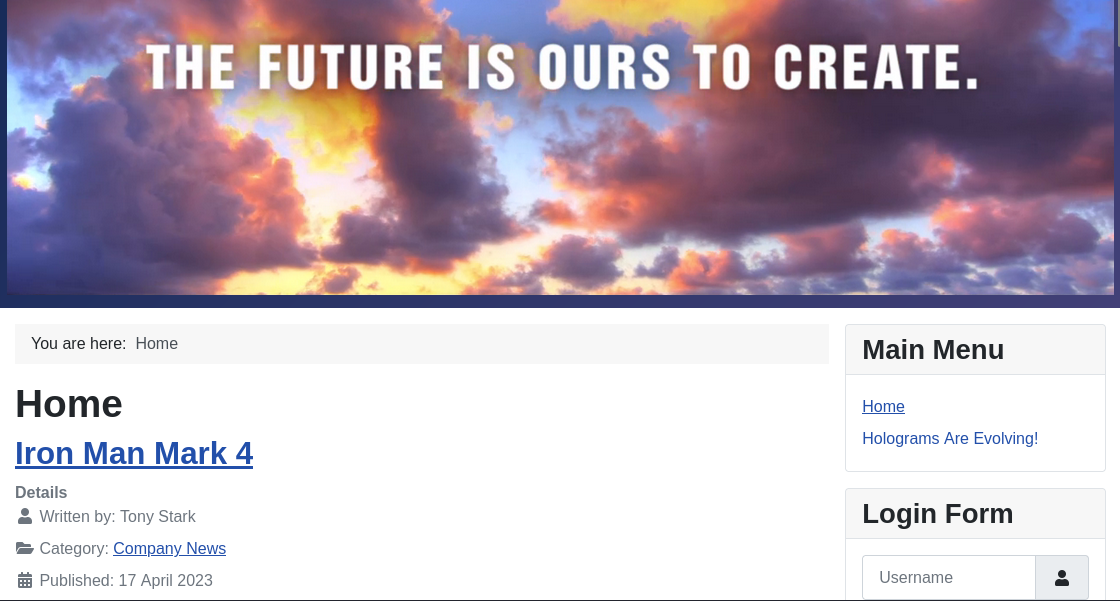 THE FUTURE IS OURS TO CREATE.
You are here: Home
Home
Iron Man Mark 4
Details
Written by: Tony Stark
Category: Company News
Published: 17 April 2023
Main Menu
Home
Holograms Are Evolving!
Login Form
Username